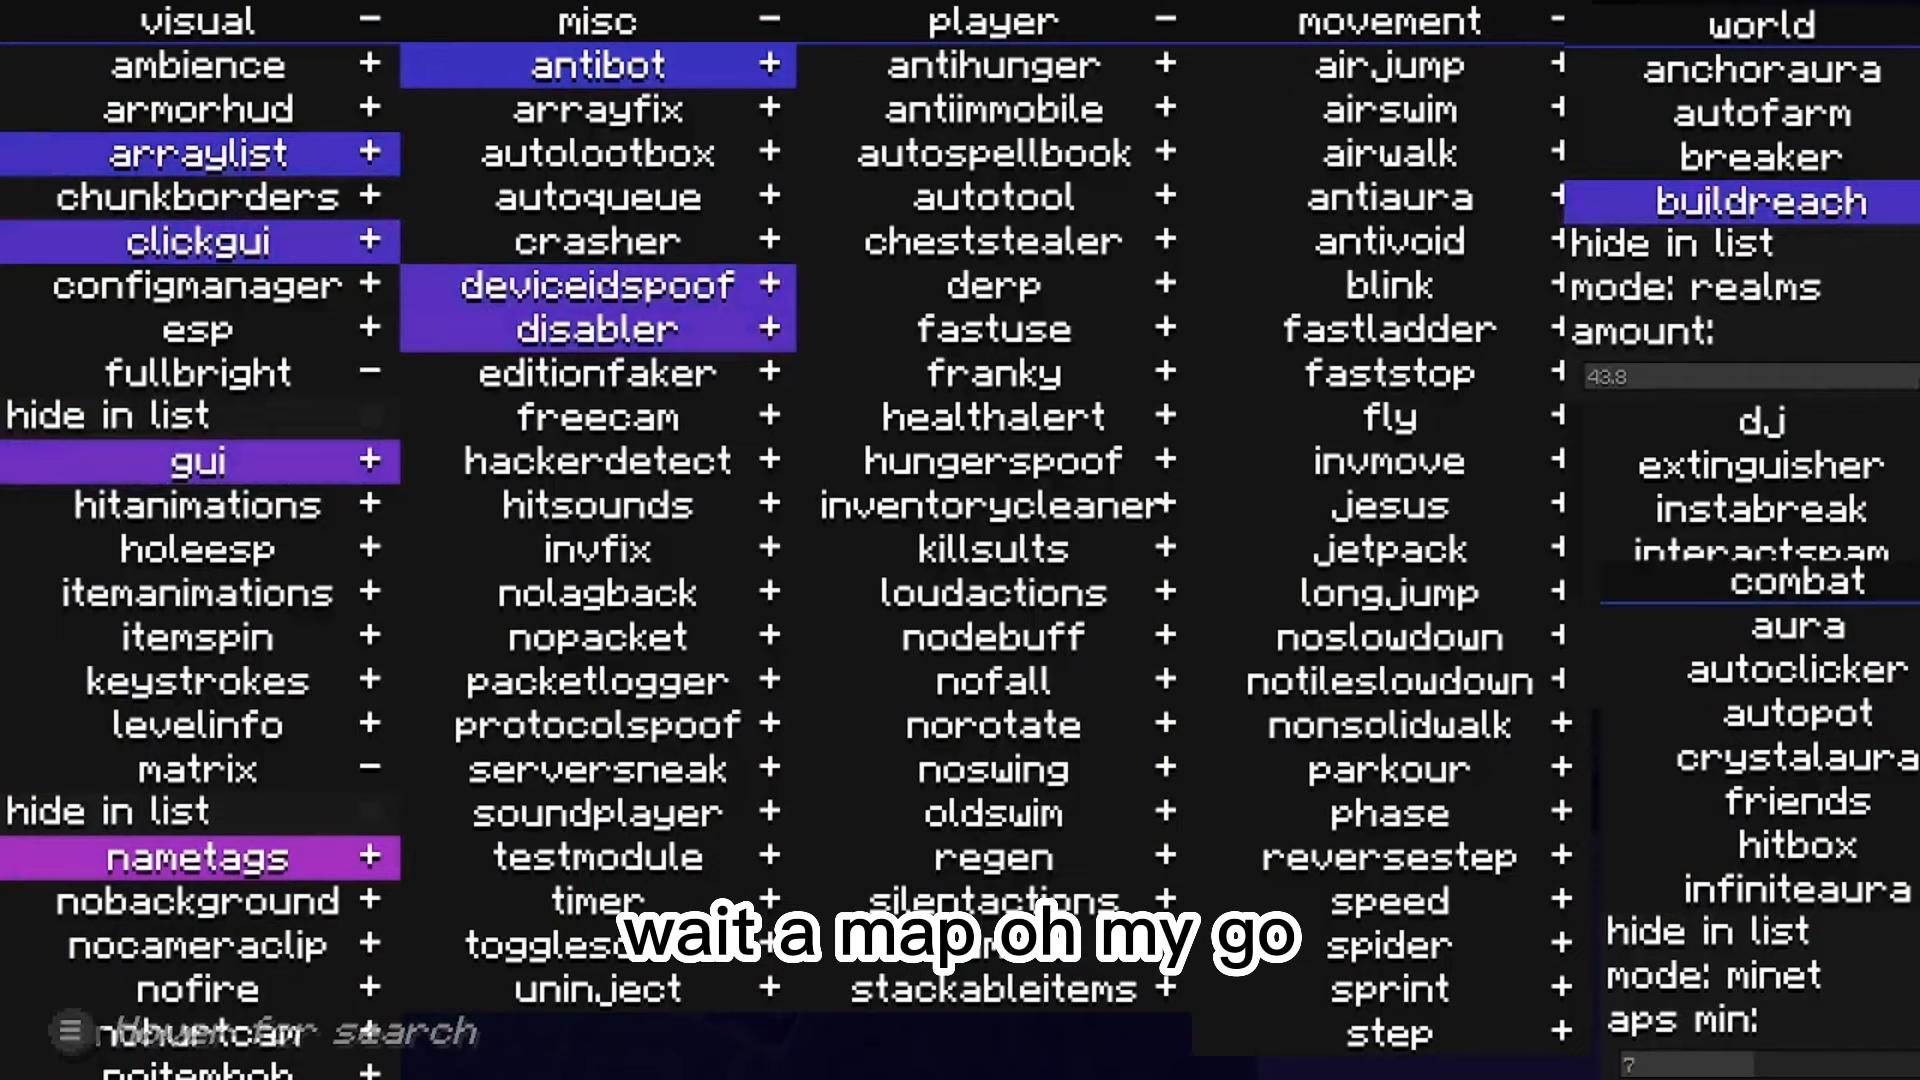 visual −
ambience +
armorhud +
arraylist +
chunkborders +
clickgui +
configmanager +
esp +
fullbright −
hide in list
gui +
hitanimations +
holeesp +
itemanimations +
itemspin +
keystrokes +
levelinfo +
matrix −
hide in list
nametags +
nobackground +
nocameraclip +
nofire +
nohurtcam +
Hover for search
misc −
antibot +
arrayfix +
autolootbox +
autoqueue +
crasher +
deviceidspoof +
disabler +
editionfaker +
freecam +
hackerdetect +
hitsounds +
invfix +
nolagback +
nopacket +
packetlogger +
protocolspoof +
serversneak +
soundplayer +
testmodule +
timer +
uninject +
player −
antihunger +
antiimmobile +
autospellbook +
autotool +
cheststealer +
derp +
fastuse +
franky +
healthalert +
hungerspoof +
inventorycleaner+
killsults +
loudactions +
nodebuff +
nofall +
norotate +
noswing +
oldswim +
regen +
silentactions +
stackableitems +
movement -
airjump +
airswim +
airwalk +
antiaura +
antivoid +
blink +
fastladder +
faststop +
fly +
invmove +
jesus +
jetpack +
longjump +
noslowdown +
notileslowdown +
nonsolidwalk +
parkour +
phase +
reversestep +
speed +
spider +
sprint +
step +
world
anchoraura
autofarm
breaker
buildreach
hide in list
mode: realms
amount:
43.8
dj
extinguisher
instabreak
interactspam
combat
aura
autoclicker
autopot
crystalaura
friends
hitbox
infiniteaura
hide in list
mode: minet
aps min:
7
wait a map oh my go